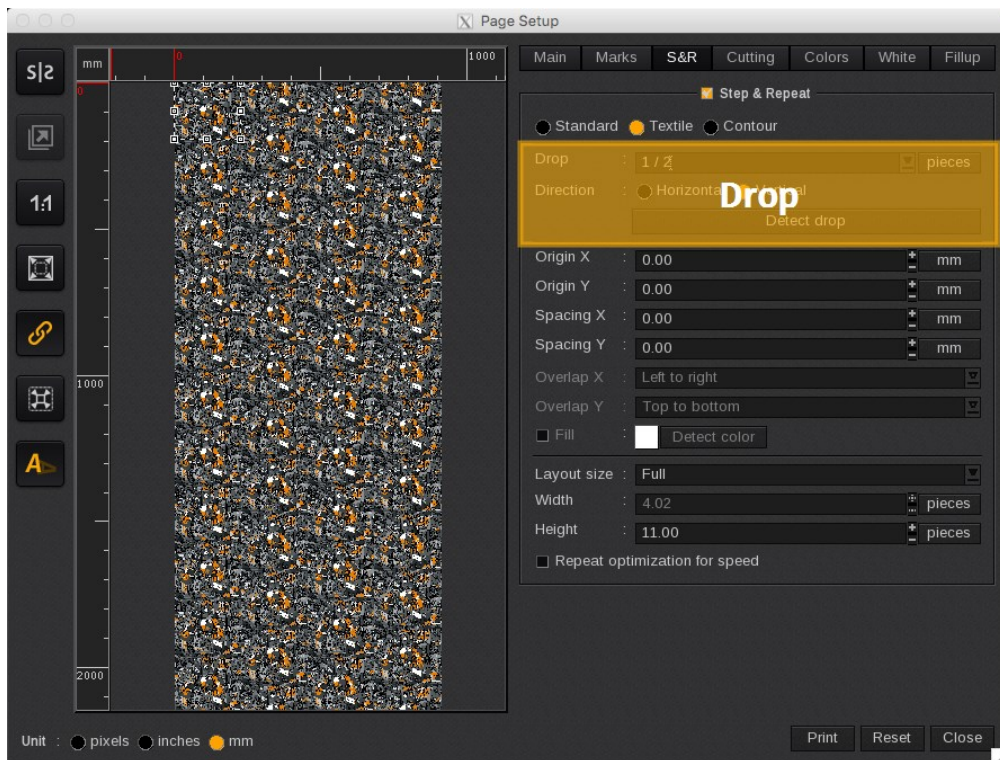 Page Setup
mm 0 1000
0
1000
2000
S|S
1:1
A
Main Marks S&R Cutting Colors White Fillup
Step & Repeat
Standard Textile Contour
Drop : 1 / 2 pieces
Direction : Horizontal Vertical
Drop
Detect drop
Origin X : 0.00 mm
Origin Y : 0.00 mm
Spacing X : 0.00 mm
Spacing Y : 0.00 mm
Overlap X : Left to right
Overlap Y : Top to bottom
Fill : Detect color
Layout size : Full
Width : 4.02 pieces
Height : 11.00 pieces
Repeat optimization for speed
Unit : pixels inches mm
Print Reset Close